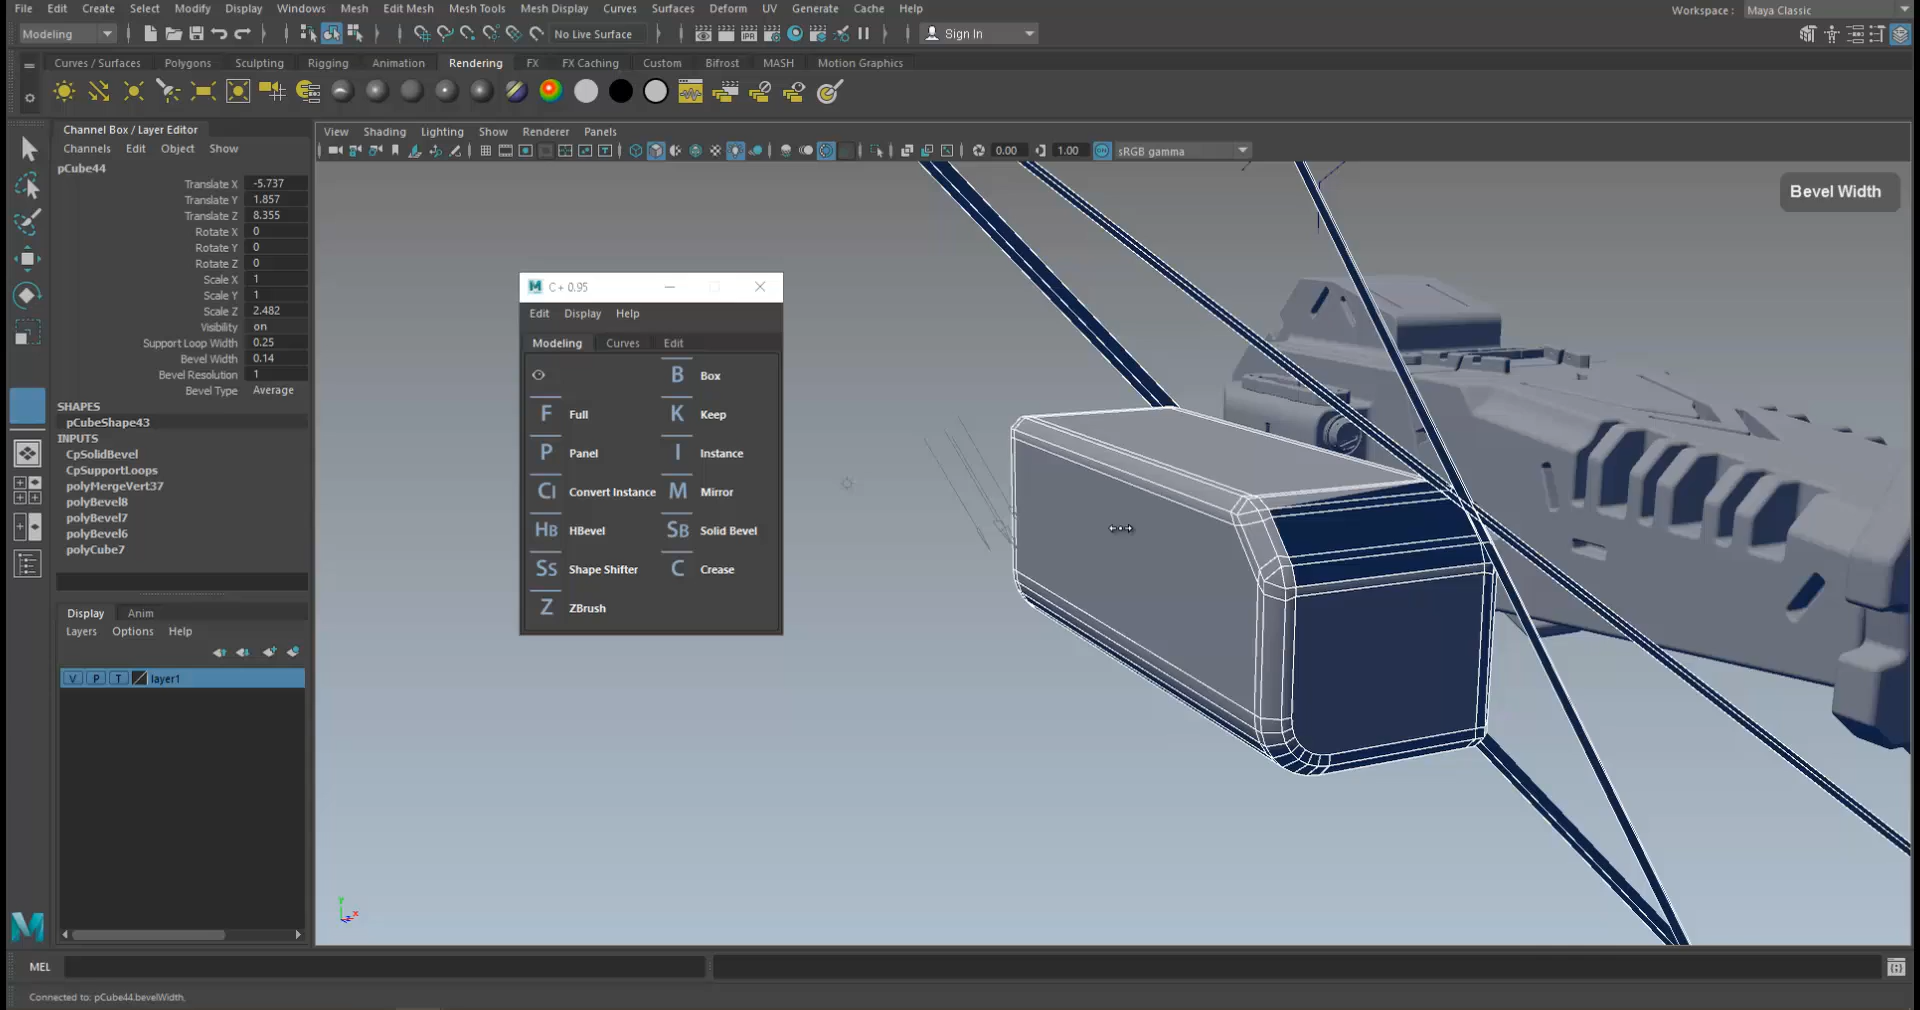 File Edit Create Select Modify Display Windows Mesh Edit Mesh Mesh Tools Mesh Display Curves Surfaces Deform UV Generate Cache Help
Workspace : Maya Classic
Modeling
No Live Surface
Sign In
Curves / Surfaces Polygons Sculpting Rigging Animation Rendering FX FX Caching Custom Bifrost MASH Motion Graphics
IPR
Channel Box / Layer Editor
Channels Edit Object Show
pCube44
Translate X -5.737
Translate Y 1.857
Translate Z 8.355
Rotate X 0
Rotate Y 0
Rotate Z 0
Scale X 1
Scale Y 1
Scale Z 2.482
Visibility on
Support Loop Width 0.25
Bevel Width 0.14
Bevel Resolution 1
Bevel Type Average
SHAPES
pCubeShape43
INPUTS
CpSolidBevel
CpSupportLoops
polyMergeVert37
polyBevel8
polyBevel7
polyBevel6
polyCube7
Display Anim
Layers Options Help
V P T layer1
View Shading Lighting Show Renderer Panels
0.00 1.00 ON sRGB gamma
Bevel Width
M C + 0.95
Edit Display Help
Modeling Curves Edit
B Box
F Full K Keep
P Panel I Instance
CI Convert Instance M Mirror
HB HBevel SB Solid Bevel
SS Shape Shifter C Crease
Z ZBrush
Y
X
M
MEL
Connected to: pCube44.bevelWidth,